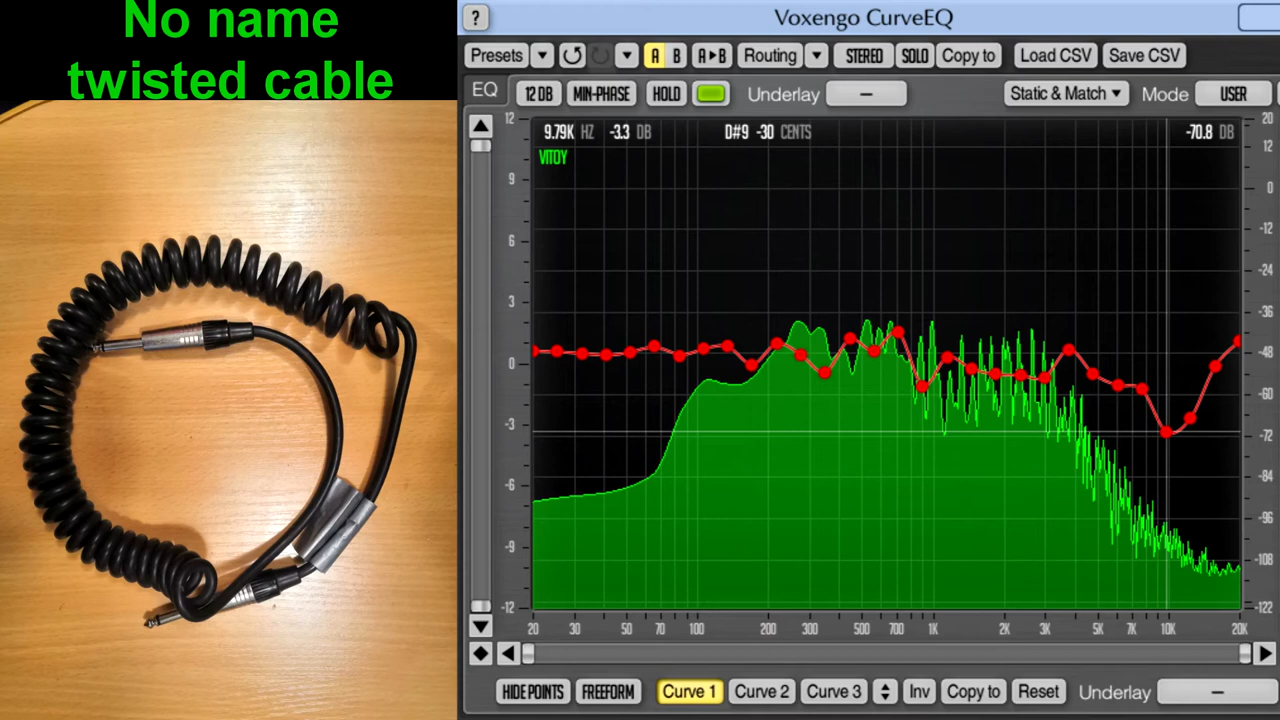 No name
twisted cable
? Voxengo CurveEQ
Presets A B A▸B Routing STEREO SOLO Copy to Load CSV Save CSV
EQ 12 DB MIN-PHASE HOLD Underlay – Static & Match Mode USER
9.79K HZ -3.3 DB D#9 -30 CENTS -70.8 DB
VITOY
12 9 6 3 0 -3 -6 -9 -12
20 12 0 -12 -24 -36 -48 -60 -72 -84 -96 -108 -122
20 30 50 70 100 200 300 500 700 1K 2K 3K 5K 7K 10K 20K
HIDE POINTS FREEFORM Curve 1 Curve 2 Curve 3 Inv Copy to Reset Underlay –